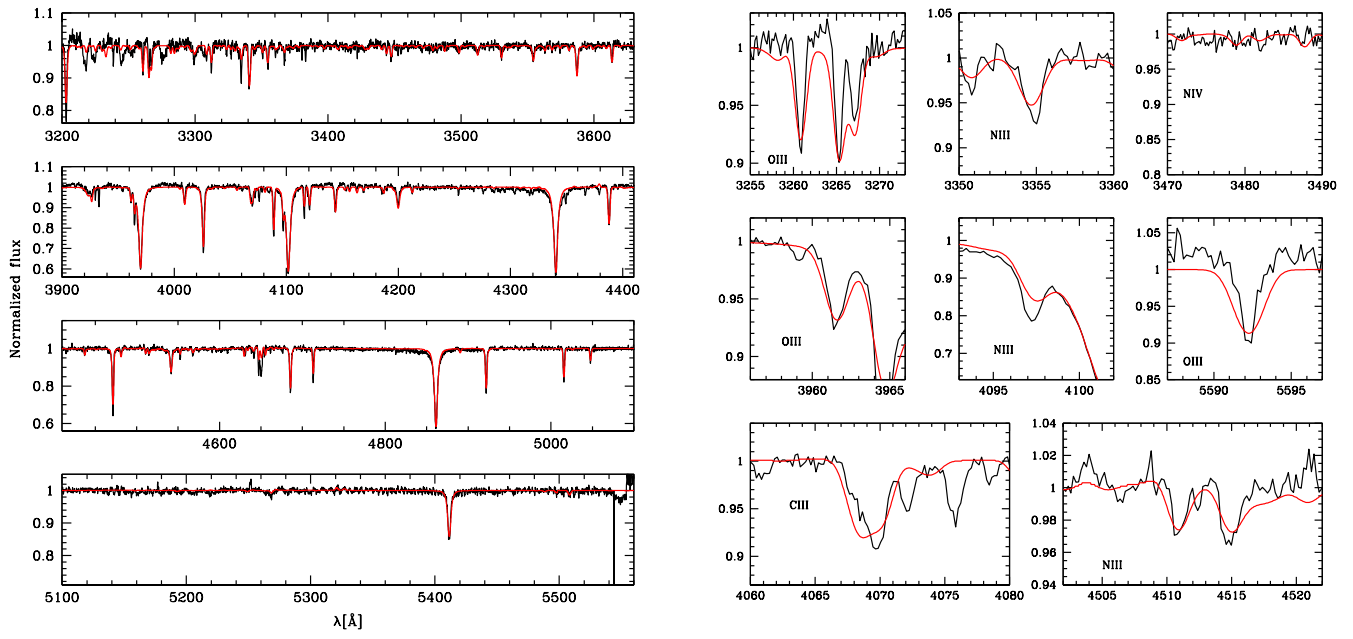 Normalized flux
1.1
1
0.9
0.8
3200 3300 3400 3500 3600
1.1
1
0.9
0.8
0.7
0.6
3900 4000 4100 4200 4300 4400
1
0.8
0.6
4600 4800 5000
1
0.9
0.8
5100 5200 5300 5400 5500
λ[Å]
1
0.95
0.9
OIII
3255 3261 3267 3273
1.05
1
0.95
0.9
NIII
3350 3355 3360
1
0.95
0.9
0.85
0.8
NIV
3470 3480 3490
1
0.95
0.9
OIII
3960 3965
1
0.9
0.8
0.7
NIII
4095 4100
1.05
1
0.95
0.9
0.85
OIII
5590 5595
1
0.95
0.9
CIII
4060 4065 4070 4075 4080
1.04
1.02
1
0.98
0.96
0.94
NIII
4505 4510 4515 4520